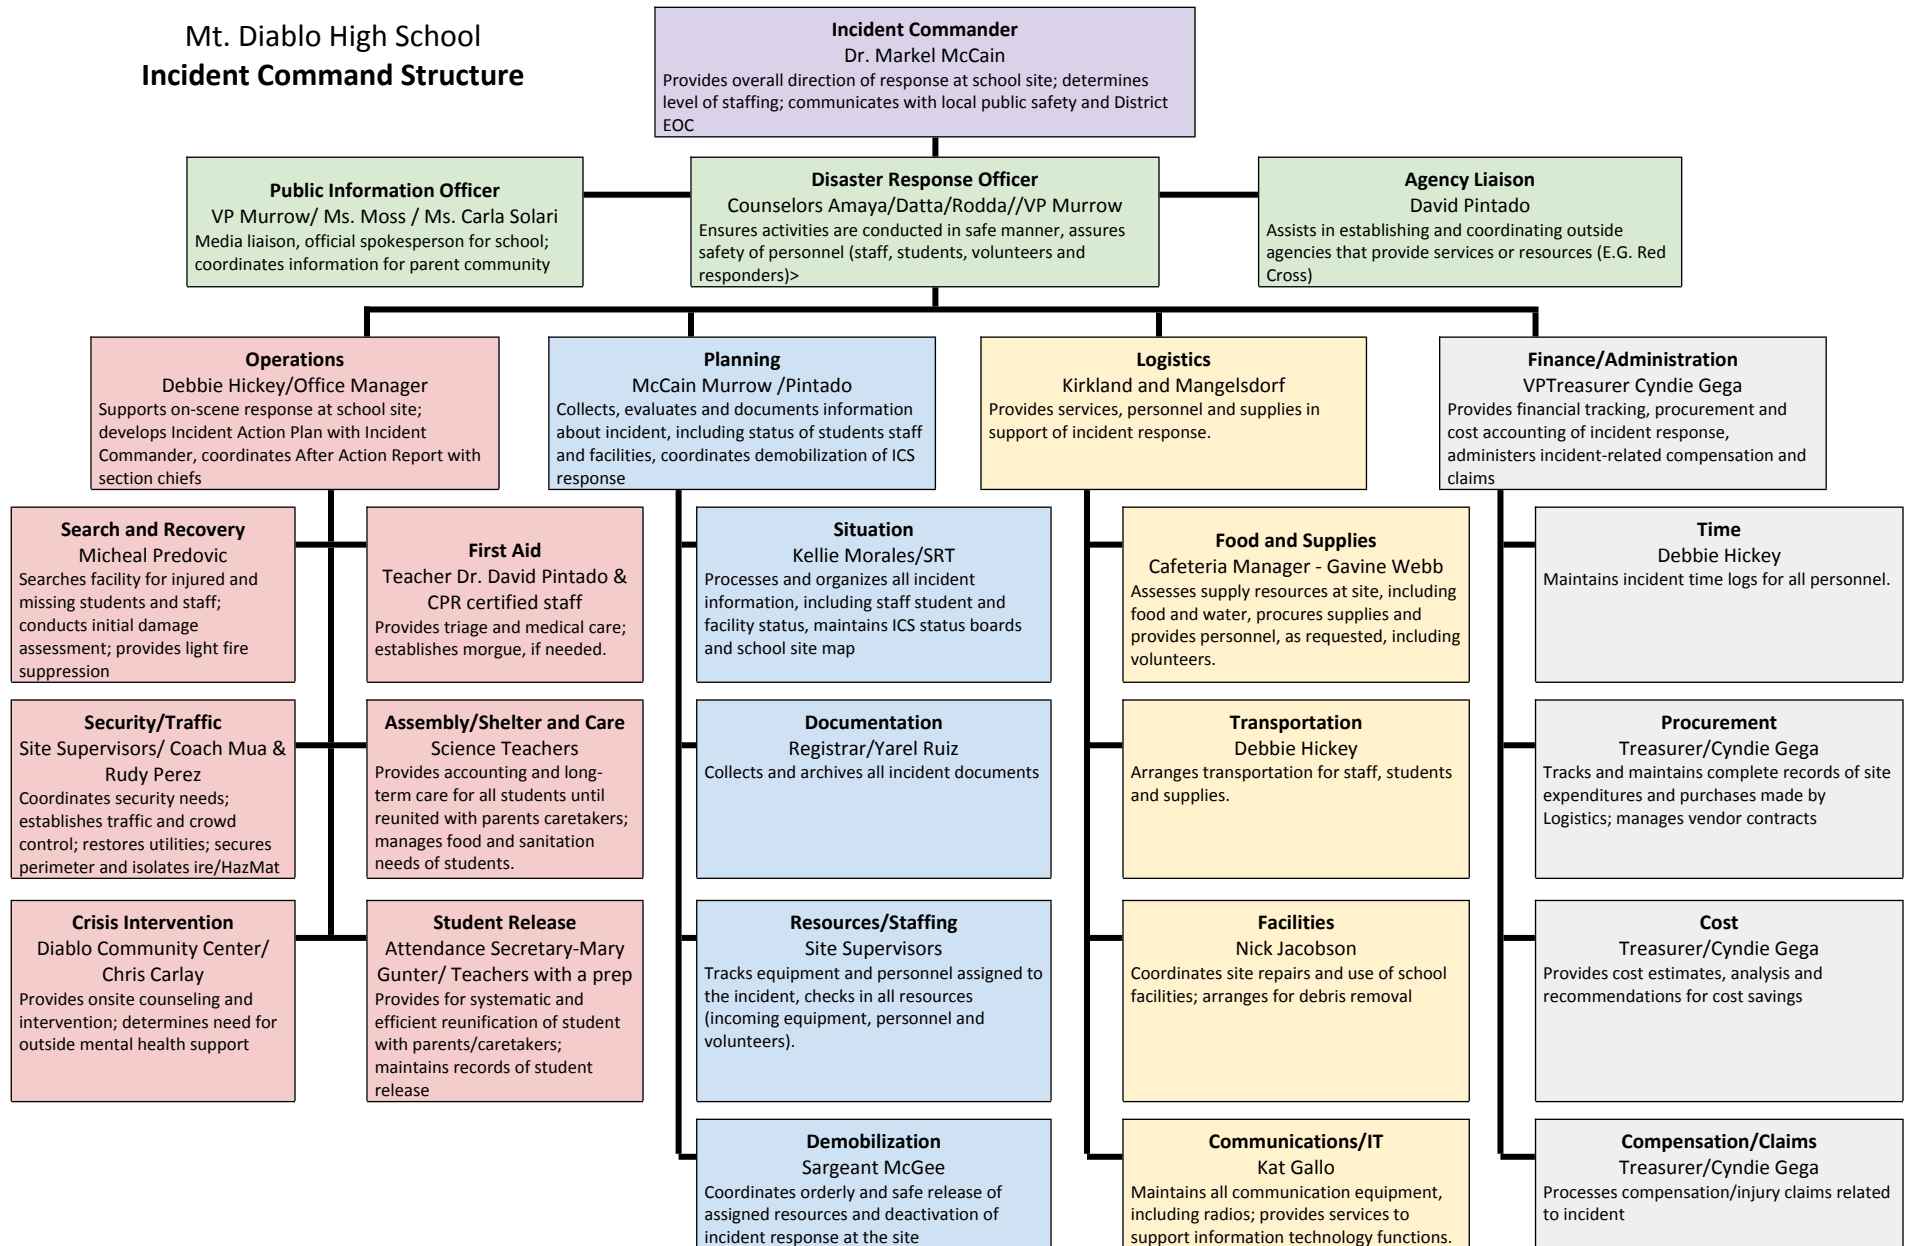 Mt. Diablo High School
Incident Command Structure
Incident Commander
Dr. Markel McCain
Provides overall direction of response at school site; determines
level of staffing; communicates with local public safety and District
EOC
Public Information Officer
VP Murrow/ Ms. Moss / Ms. Carla Solari
Media liaison, official spokesperson for school;
coordinates information for parent community
Disaster Response Officer
Counselors Amaya/Datta/Rodda//VP Murrow
Ensures activities are conducted in safe manner, assures
safety of personnel (staff, students, volunteers and
responders)>
Agency Liaison
David Pintado
Assists in establishing and coordinating outside
agencies that provide services or resources (E.G. Red
Cross)
Operations
Debbie Hickey/Office Manager
Supports on-scene response at school site;
develops Incident Action Plan with Incident
Commander, coordinates After Action Report with
section chiefs
Planning
McCain Murrow /Pintado
Collects, evaluates and documents information
about incident, including status of students staff
and facilities, coordinates demobilization of ICS
response
Logistics
Kirkland and Mangelsdorf
Provides services, personnel and supplies in
support of incident response.
Finance/Administration
VPTreasurer Cyndie Gega
Provides financial tracking, procurement and
cost accounting of incident response,
administers incident-related compensation and
claims
Search and Recovery
Micheal Predovic
Searches facility for injured and
missing students and staff;
conducts initial damage
assessment; provides light fire
suppression
First Aid
Teacher Dr. David Pintado &
CPR certified staff
Provides triage and medical care;
establishes morgue, if needed.
Situation
Kellie Morales/SRT
Processes and organizes all incident
information, including staff student and
facility status, maintains ICS status boards
and school site map
Food and Supplies
Cafeteria Manager - Gavine Webb
Assesses supply resources at site, including
food and water, procures supplies and
provides personnel, as requested, including
volunteers.
Time
Debbie Hickey
Maintains incident time logs for all personnel.
Security/Traffic
Site Supervisors/ Coach Mua &
Rudy Perez
Coordinates security needs;
establishes traffic and crowd
control; restores utilities; secures
perimeter and isolates ire/HazMat
Assembly/Shelter and Care
Science Teachers
Provides accounting and long-
term care for all students until
reunited with parents caretakers;
manages food and sanitation
needs of students.
Documentation
Registrar/Yarel Ruiz
Collects and archives all incident documents
Transportation
Debbie Hickey
Arranges transportation for staff, students
and supplies.
Procurement
Treasurer/Cyndie Gega
Tracks and maintains complete records of site
expenditures and purchases made by
Logistics; manages vendor contracts
Crisis Intervention
Diablo Community Center/
Chris Carlay
Provides onsite counseling and
intervention; determines need for
outside mental health support
Student Release
Attendance Secretary-Mary
Gunter/ Teachers with a prep
Provides for systematic and
efficient reunification of student
with parents/caretakers;
maintains records of student
release
Resources/Staffing
Site Supervisors
Tracks equipment and personnel assigned to
the incident, checks in all resources
(incoming equipment, personnel and
volunteers).
Facilities
Nick Jacobson
Coordinates site repairs and use of school
facilities; arranges for debris removal
Cost
Treasurer/Cyndie Gega
Provides cost estimates, analysis and
recommendations for cost savings
Demobilization
Sargeant McGee
Coordinates orderly and safe release of
assigned resources and deactivation of
incident response at the site
Communications/IT
Kat Gallo
Maintains all communication equipment,
including radios; provides services to
support information technology functions.
Compensation/Claims
Treasurer/Cyndie Gega
Processes compensation/injury claims related
to incident